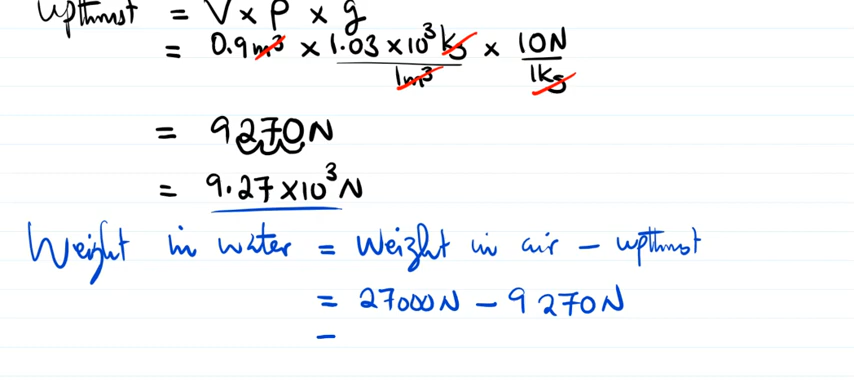 Upthrust = V × ρ × g
= 0.9m³ × 1.03 × 10³ kg / 1m³ × 10N / 1kg
= 9270N
= 9.27 × 10³ N
Weight in water = Weight in air - upthrust
= 27000N - 9270N
=